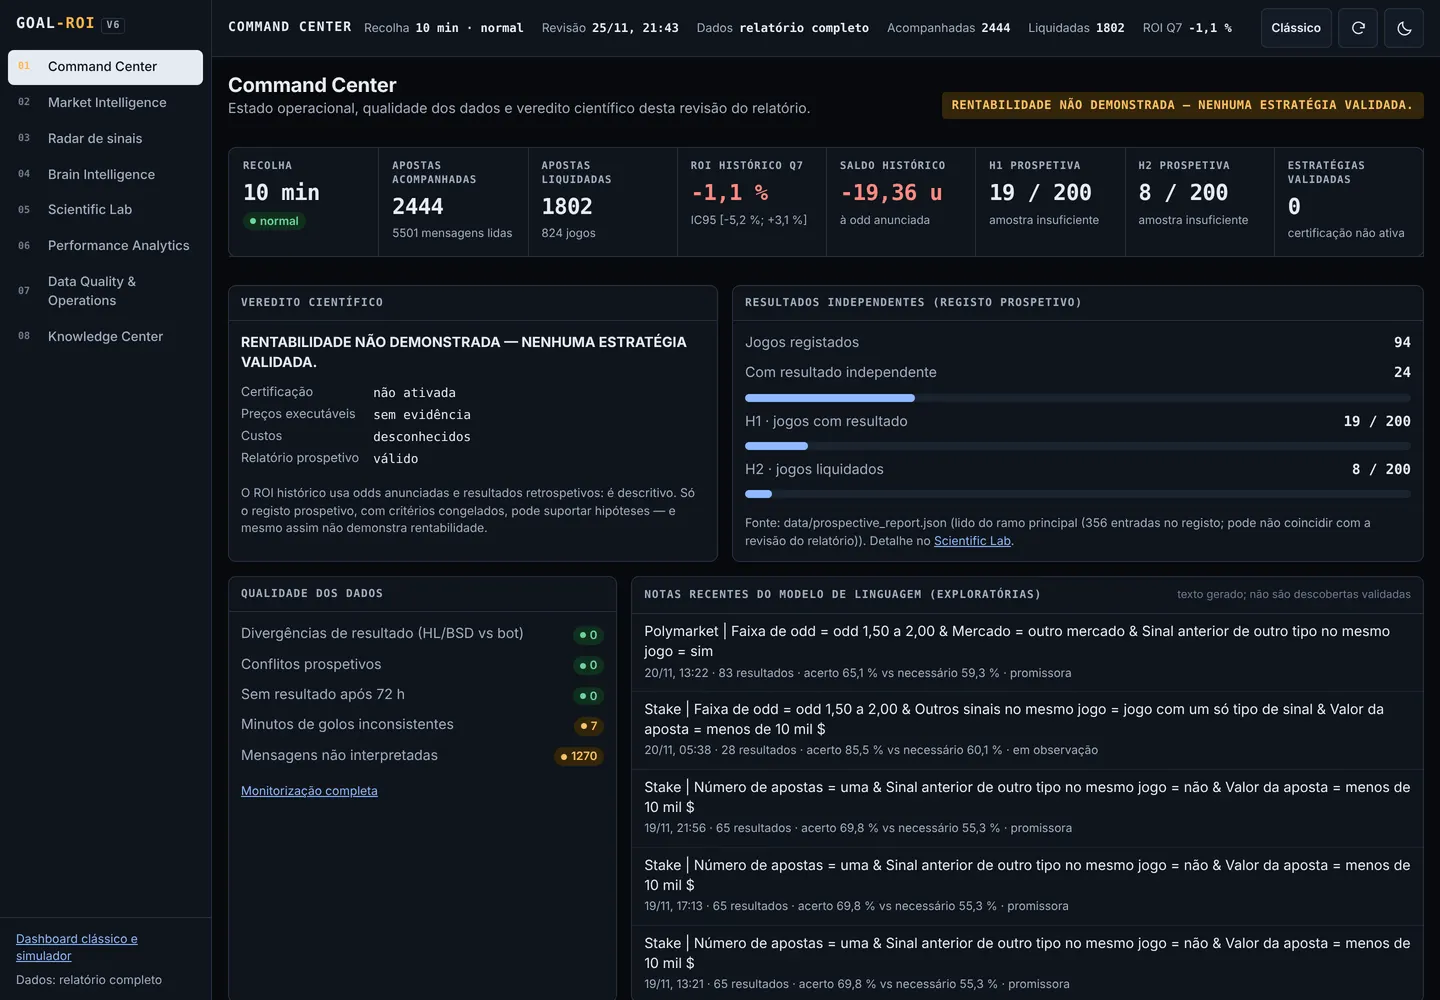 GOAL-ROI V6
01 Command Center
02 Market Intelligence
03 Radar de sinais
04 Brain Intelligence
05 Scientific Lab
06 Performance Analytics
07 Data Quality &
Operations
08 Knowledge Center
Dashboard clássico e
simulador
Dados: relatório completo
COMMAND CENTER Recolha 10 min · normal Revisão 25/11, 21:43 Dados relatório completo Acompanhadas 2444 Liquidadas 1802 ROI Q7 -1,1 % Clássico
Command Center
Estado operacional, qualidade dos dados e veredito científico desta revisão do relatório.
RENTABILIDADE NÃO DEMONSTRADA — NENHUMA ESTRATÉGIA VALIDADA.
RECOLHA
10 min
normal
APOSTAS
ACOMPANHADAS
2444
5501 mensagens lidas
APOSTAS
LIQUIDADAS
1802
824 jogos
ROI HISTÓRICO Q7
-1,1 %
IC95 [-5,2 %; +3,1 %]
SALDO HISTÓRICO
-19,36 u
à odd anunciada
H1 PROSPETIVA
19 / 200
amostra insuficiente
H2 PROSPETIVA
8 / 200
amostra insuficiente
ESTRATÉGIAS
VALIDADAS
0
certificação não ativa
VEREDITO CIENTÍFICO
RENTABILIDADE NÃO DEMONSTRADA — NENHUMA ESTRATÉGIA
VALIDADA.
Certificação não ativada
Preços executáveis sem evidência
Custos desconhecidos
Relatório prospetivo válido
O ROI histórico usa odds anunciadas e resultados retrospetivos: é descritivo. Só
o registo prospetivo, com critérios congelados, pode suportar hipóteses — e
mesmo assim não demonstra rentabilidade.
RESULTADOS INDEPENDENTES (REGISTO PROSPETIVO)
Jogos registados 94
Com resultado independente 24
H1 · jogos com resultado 19 / 200
H2 · jogos liquidados 8 / 200
Fonte: data/prospective_report.json (lido do ramo principal (356 entradas no registo; pode não coincidir com a
revisão do relatório)). Detalhe no Scientific Lab.
QUALIDADE DOS DADOS
Divergências de resultado (HL/BSD vs bot) 0
Conflitos prospetivos 0
Sem resultado após 72 h 0
Minutos de golos inconsistentes 7
Mensagens não interpretadas 1270
Monitorização completa
NOTAS RECENTES DO MODELO DE LINGUAGEM (EXPLORATÓRIAS) texto gerado; não são descobertas validadas
Polymarket | Faixa de odd = odd 1,50 a 2,00 & Mercado = outro mercado & Sinal anterior de outro tipo no mesmo
jogo = sim
20/11, 13:22 · 83 resultados · acerto 65,1 % vs necessário 59,3 % · promissora
Stake | Faixa de odd = odd 1,50 a 2,00 & Outros sinais no mesmo jogo = jogo com um só tipo de sinal & Valor da
aposta = menos de 10 mil $
20/11, 05:38 · 28 resultados · acerto 85,5 % vs necessário 60,1 % · em observação
Stake | Número de apostas = uma & Sinal anterior de outro tipo no mesmo jogo = não & Valor da aposta = menos de
10 mil $
19/11, 21:56 · 65 resultados · acerto 69,8 % vs necessário 55,3 % · promissora
Stake | Número de apostas = uma & Sinal anterior de outro tipo no mesmo jogo = não & Valor da aposta = menos de
10 mil $
19/11, 17:13 · 65 resultados · acerto 69,8 % vs necessário 55,3 % · promissora
Stake | Número de apostas = uma & Sinal anterior de outro tipo no mesmo jogo = não & Valor da aposta = menos de
10 mil $
19/11, 13:21 · 65 resultados · acerto 69,8 % vs necessário 55,3 % · promissora